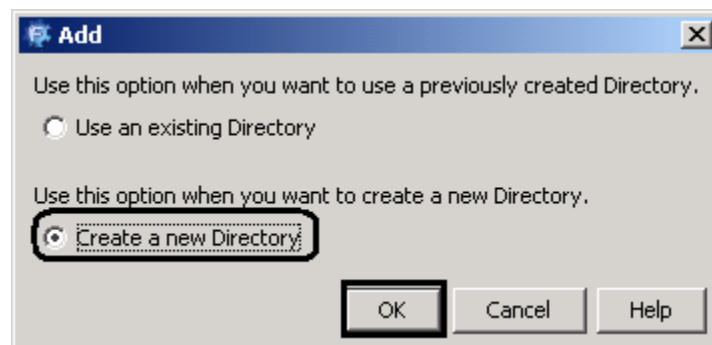 Add
Use this option when you want to use a previously created Directory.
Use an existing Directory
Use this option when you want to create a new Directory.
Create a new Directory
OK Cancel Help